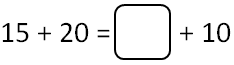 15 + 20 = + 10